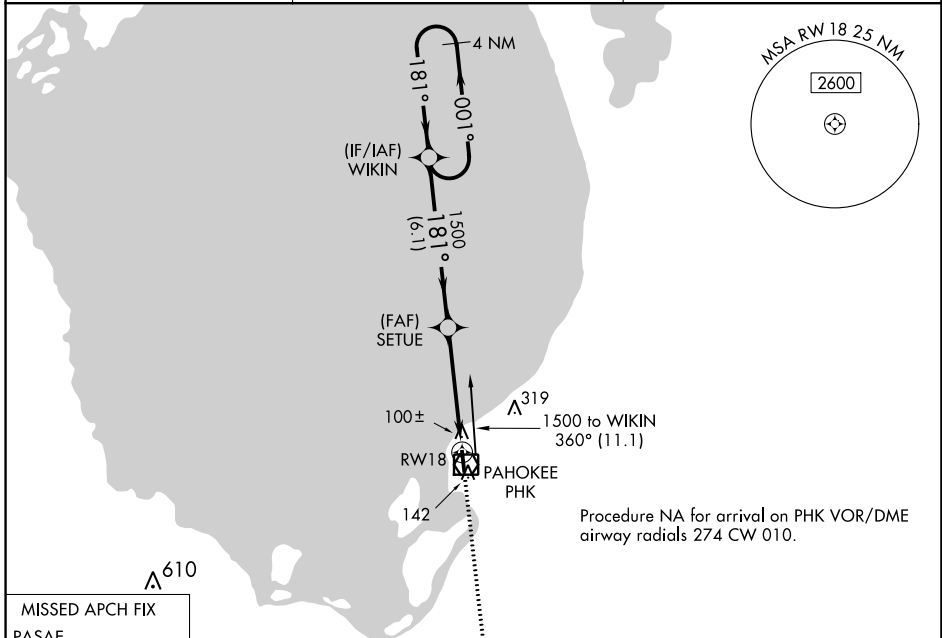 4 NM
181°
001°
(IF/IAF)
WIKIN
1500
181°
(6.1)
(FAF)
SETUE
100±
319
1500 to WIKIN
360° (11.1)
RW18
PAHOKEE
PHK
142
Procedure NA for arrival on PHK VOR/DME
airway radials 274 CW 010.
MSA RW 18 25 NM
2600
610
MISSED APCH FIX
PASAE